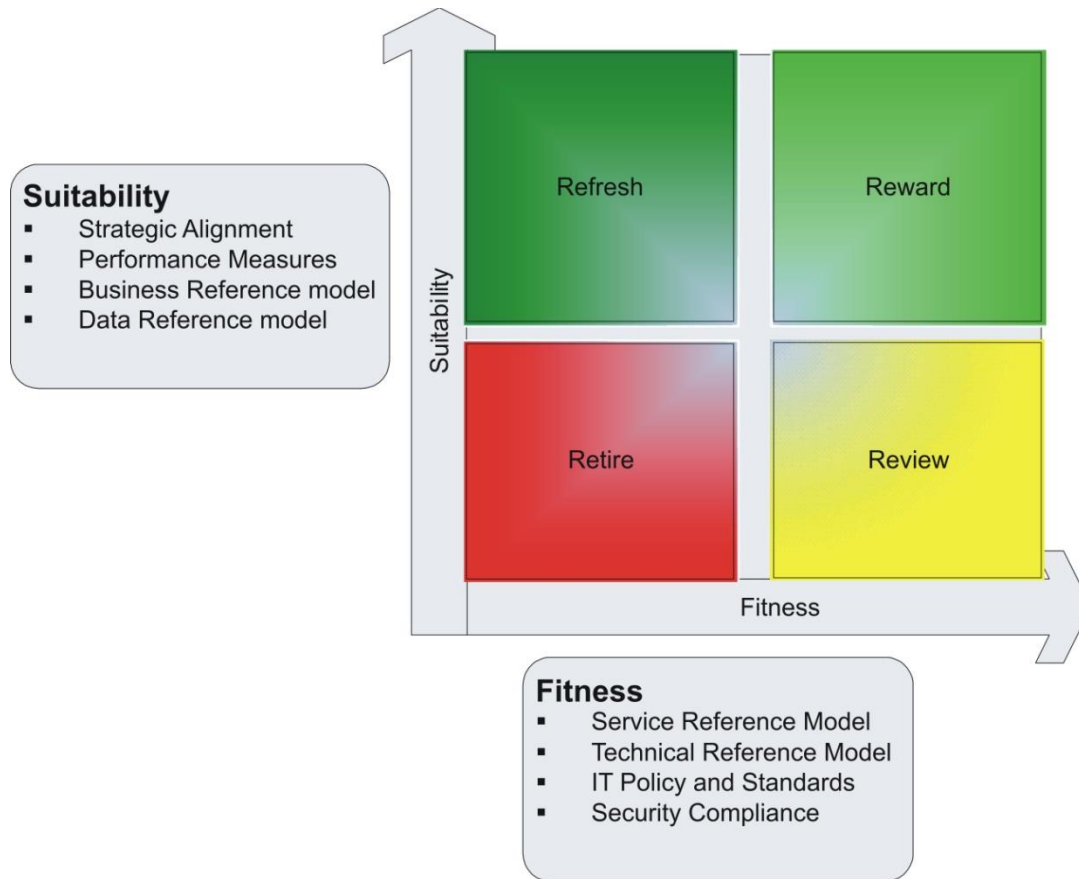 Suitability
▪ Strategic Alignment
▪ Performance Measures
▪ Business Reference model
▪ Data Reference model
Suitability
Refresh
Reward
Retire
Review
Fitness
Fitness
▪ Service Reference Model
▪ Technical Reference Model
▪ IT Policy and Standards
▪ Security Compliance